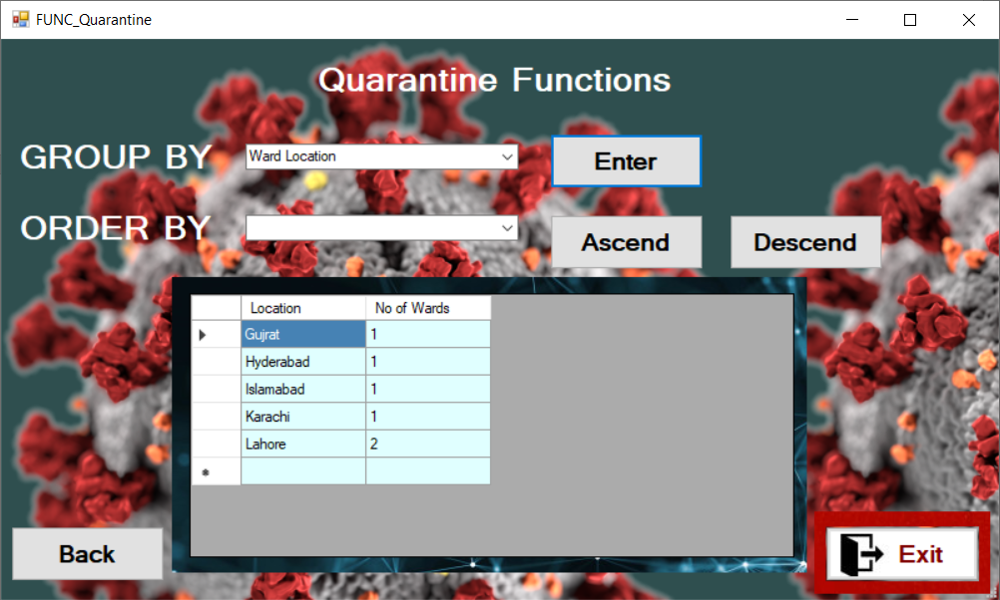 FUNC_Quarantine
Quarantine Functions
GROUP BY Ward Location Enter
ORDER BY Ascend Descend
Location No of Wards
Gujrat 1
Hyderabad 1
Islamabad 1
Karachi 1
Lahore 2
Back Exit